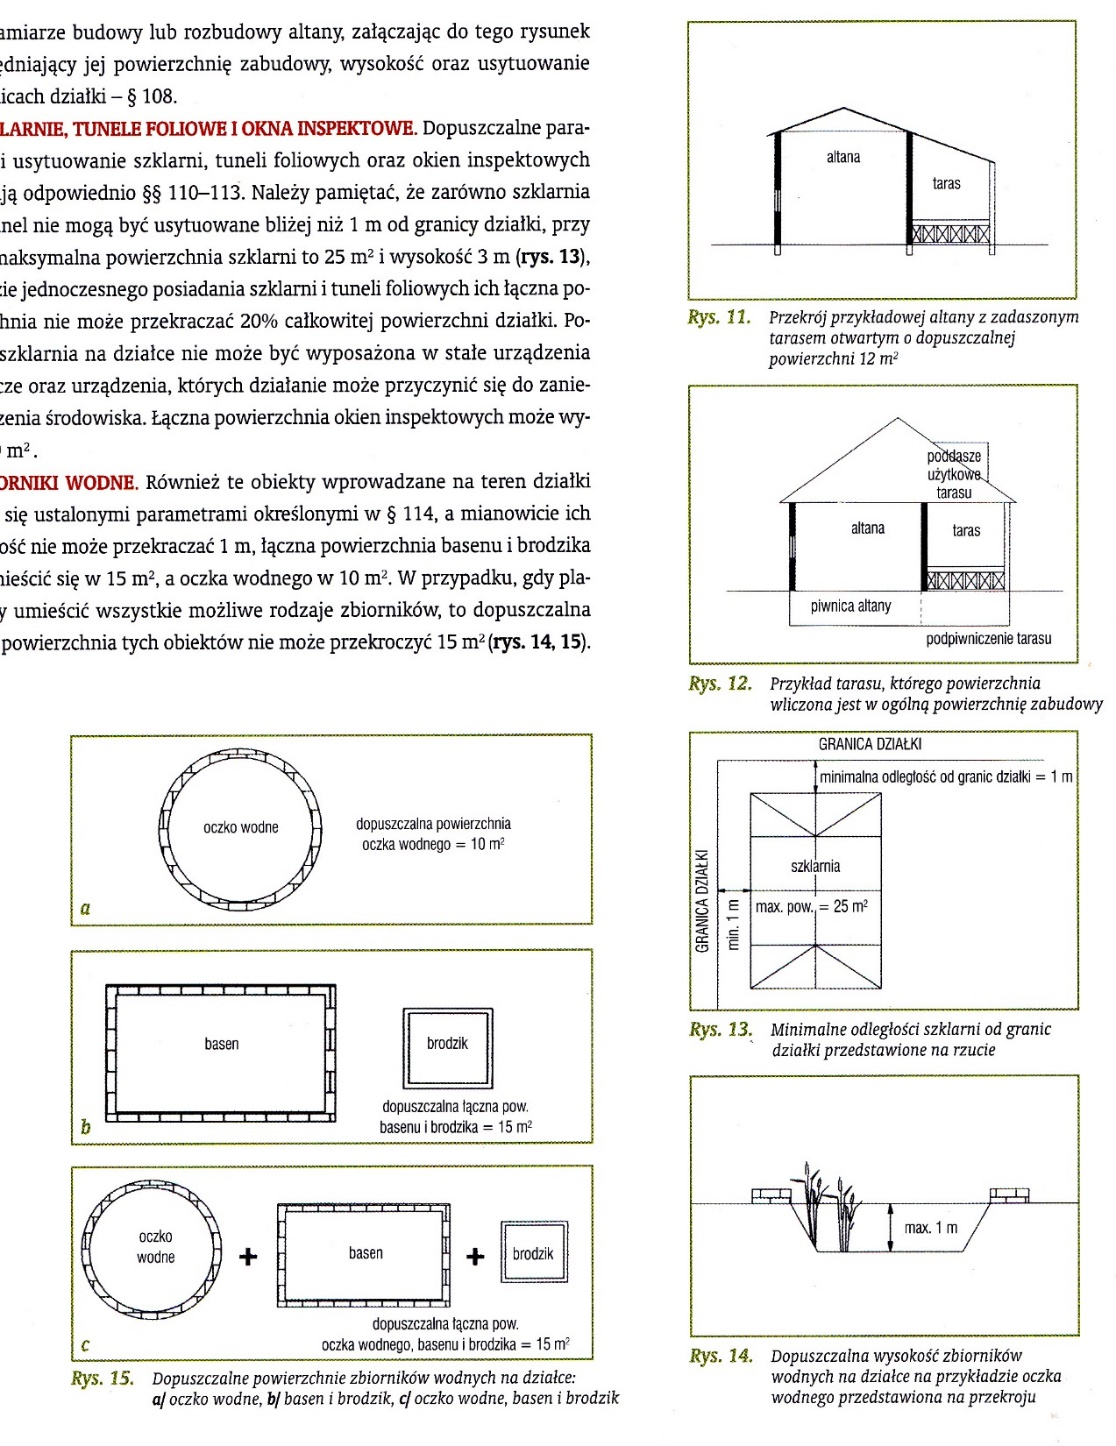 amiarze budowy lub rozbudowy altany, załączając do tego rysunek
ędniający jej powierzchnię zabudowy, wysokość oraz usytuowanie
icach działki – § 108.
LARNIE, TUNELE FOLIOWE I OKNA INSPEKTOWE. Dopuszczalne para-
i usytuowanie szklarni, tuneli foliowych oraz okien inspektowych
ją odpowiednio §§ 110–113. Należy pamiętać, że zarówno szklarnia
nel nie mogą być usytuowane bliżej niż 1 m od granicy działki, przy
naksymalna powierzchnia szklarni to 25 m² i wysokość 3 m (rys. 13),
zie jednoczesnego posiadania szklarni i tuneli foliowych ich łączna po-
hnia nie może przekraczać 20% całkowitej powierzchni działki. Po-
szklarnia na działce nie może być wyposażona w stałe urządzenia
cze oraz urządzenia, których działanie może przyczynić się do zanie-
zenia środowiska. Łączna powierzchnia okien inspektowych może wy-
m².
ORNIKI WODNE. Również te obiekty wprowadzane na teren działki
się ustalonymi parametrami określonymi w § 114, a mianowicie ich
ość nie może przekraczać 1 m, łączna powierzchnia basenu i brodzika
nieścić się w 15 m², a oczka wodnego w 10 m². W przypadku, gdy pla-
y umieścić wszystkie możliwe rodzaje zbiorników, to dopuszczalna
powierzchnia tych obiektów nie może przekroczyć 15 m² (rys. 14, 15).
oczko wodne
dopuszczalna powierzchnia
oczka wodnego = 10 m²
a
basen
brodzik
dopuszczalna łączna pow.
basenu i brodzika = 15 m²
b
oczko
wodne
+
basen
+
brodzik
dopuszczalna łączna pow.
oczka wodnego, basenu i brodzika = 15 m²
c
Rys. 15. Dopuszczalne powierzchnie zbiorników wodnych na działce:
a/ oczko wodne, b/ basen i brodzik, c/ oczko wodne, basen i brodzik
altana
taras
Rys. 11. Przekrój przykładowej altany z zadaszonym
tarasem otwartym o dopuszczalnej
powierzchni 12 m²
poddasze
użytkowe
tarasu
altana
taras
piwnica altany
podpiwniczenie tarasu
Rys. 12. Przykład tarasu, którego powierzchnia
wliczona jest w ogólną powierzchnię zabudowy
GRANICA DZIAŁKI
minimalna odległość od granic działki = 1 m
GRANICA DZIAŁKI
min. 1 m
szklarnia
max. pow. = 25 m²
Rys. 13. Minimalne odległości szklarni od granic
działki przedstawione na rzucie
max. 1 m
Rys. 14. Dopuszczalna wysokość zbiorników
wodnych na działce na przykładzie oczka
wodnego przedstawiona na przekroju